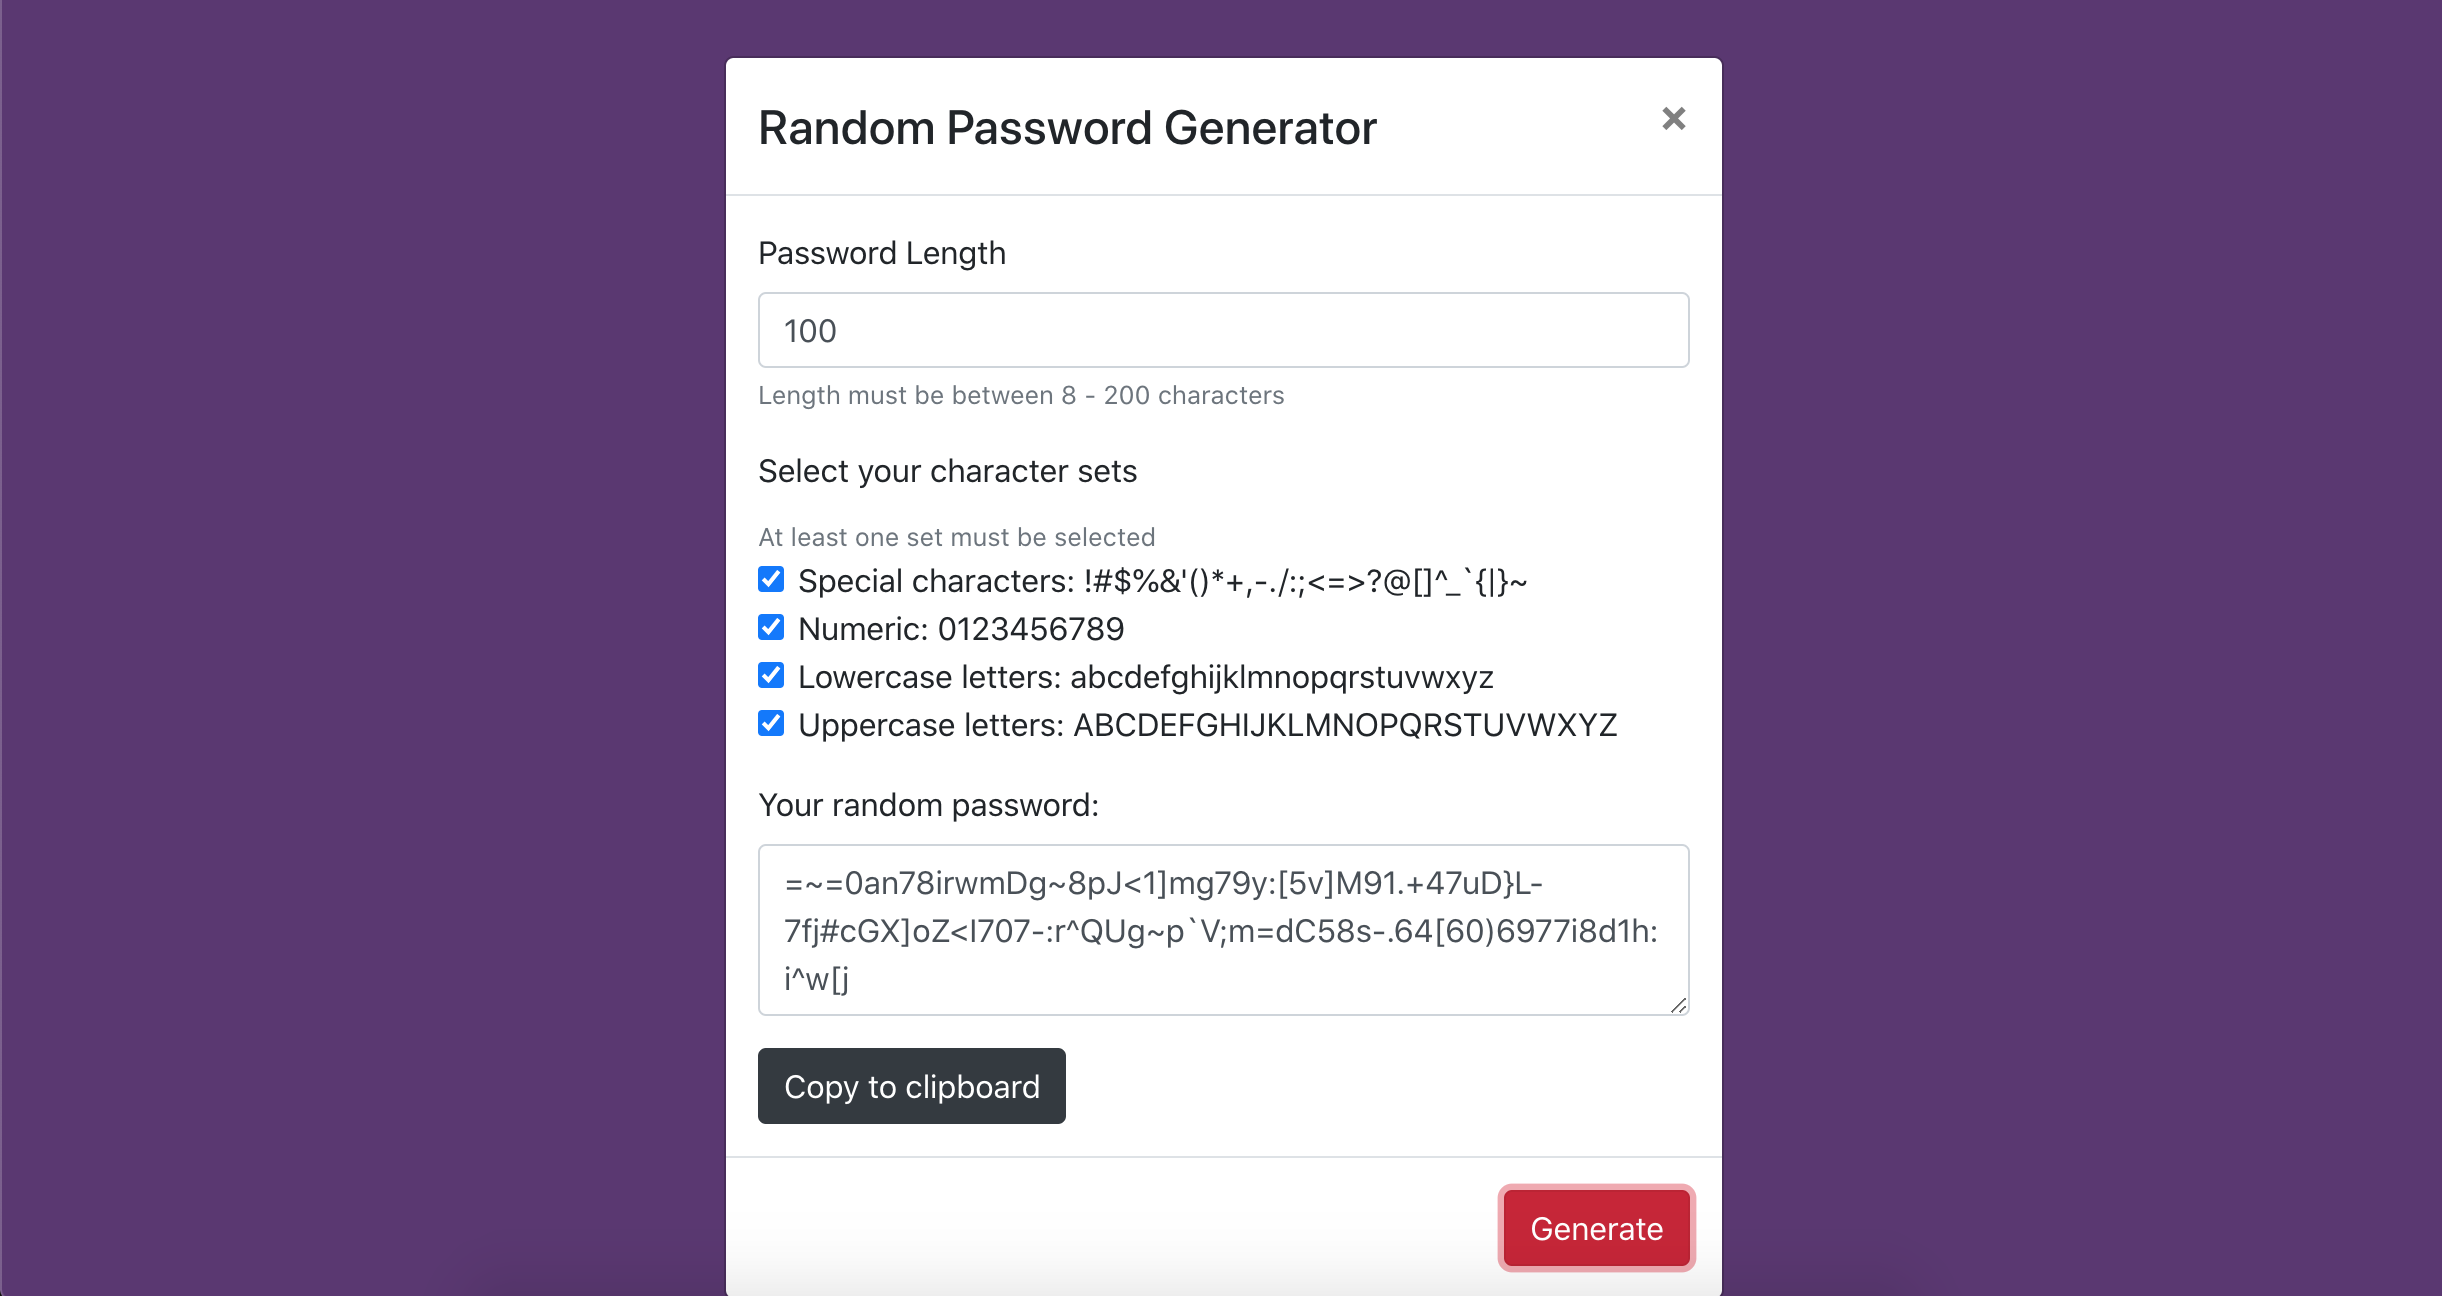 Random Password Generator
×
Password Length
100
Length must be between 8 - 200 characters
Select your character sets
At least one set must be selected
Special characters: !#$%&'()*+,-./:;<=>?@[]^_`{|}~
Numeric: 0123456789
Lowercase letters: abcdefghijklmnopqrstuvwxyz
Uppercase letters: ABCDEFGHIJKLMNOPQRSTUVWXYZ
Your random password:
=~=0an78irwmDg~8pJ<1]mg79y:[5v]M91.+47uD}L-
7fj#cGX]oZ<I707-:r^QUg~p`V;m=dC58s-.64[60)6977i8d1h:
i^w[j
Copy to clipboard
Generate